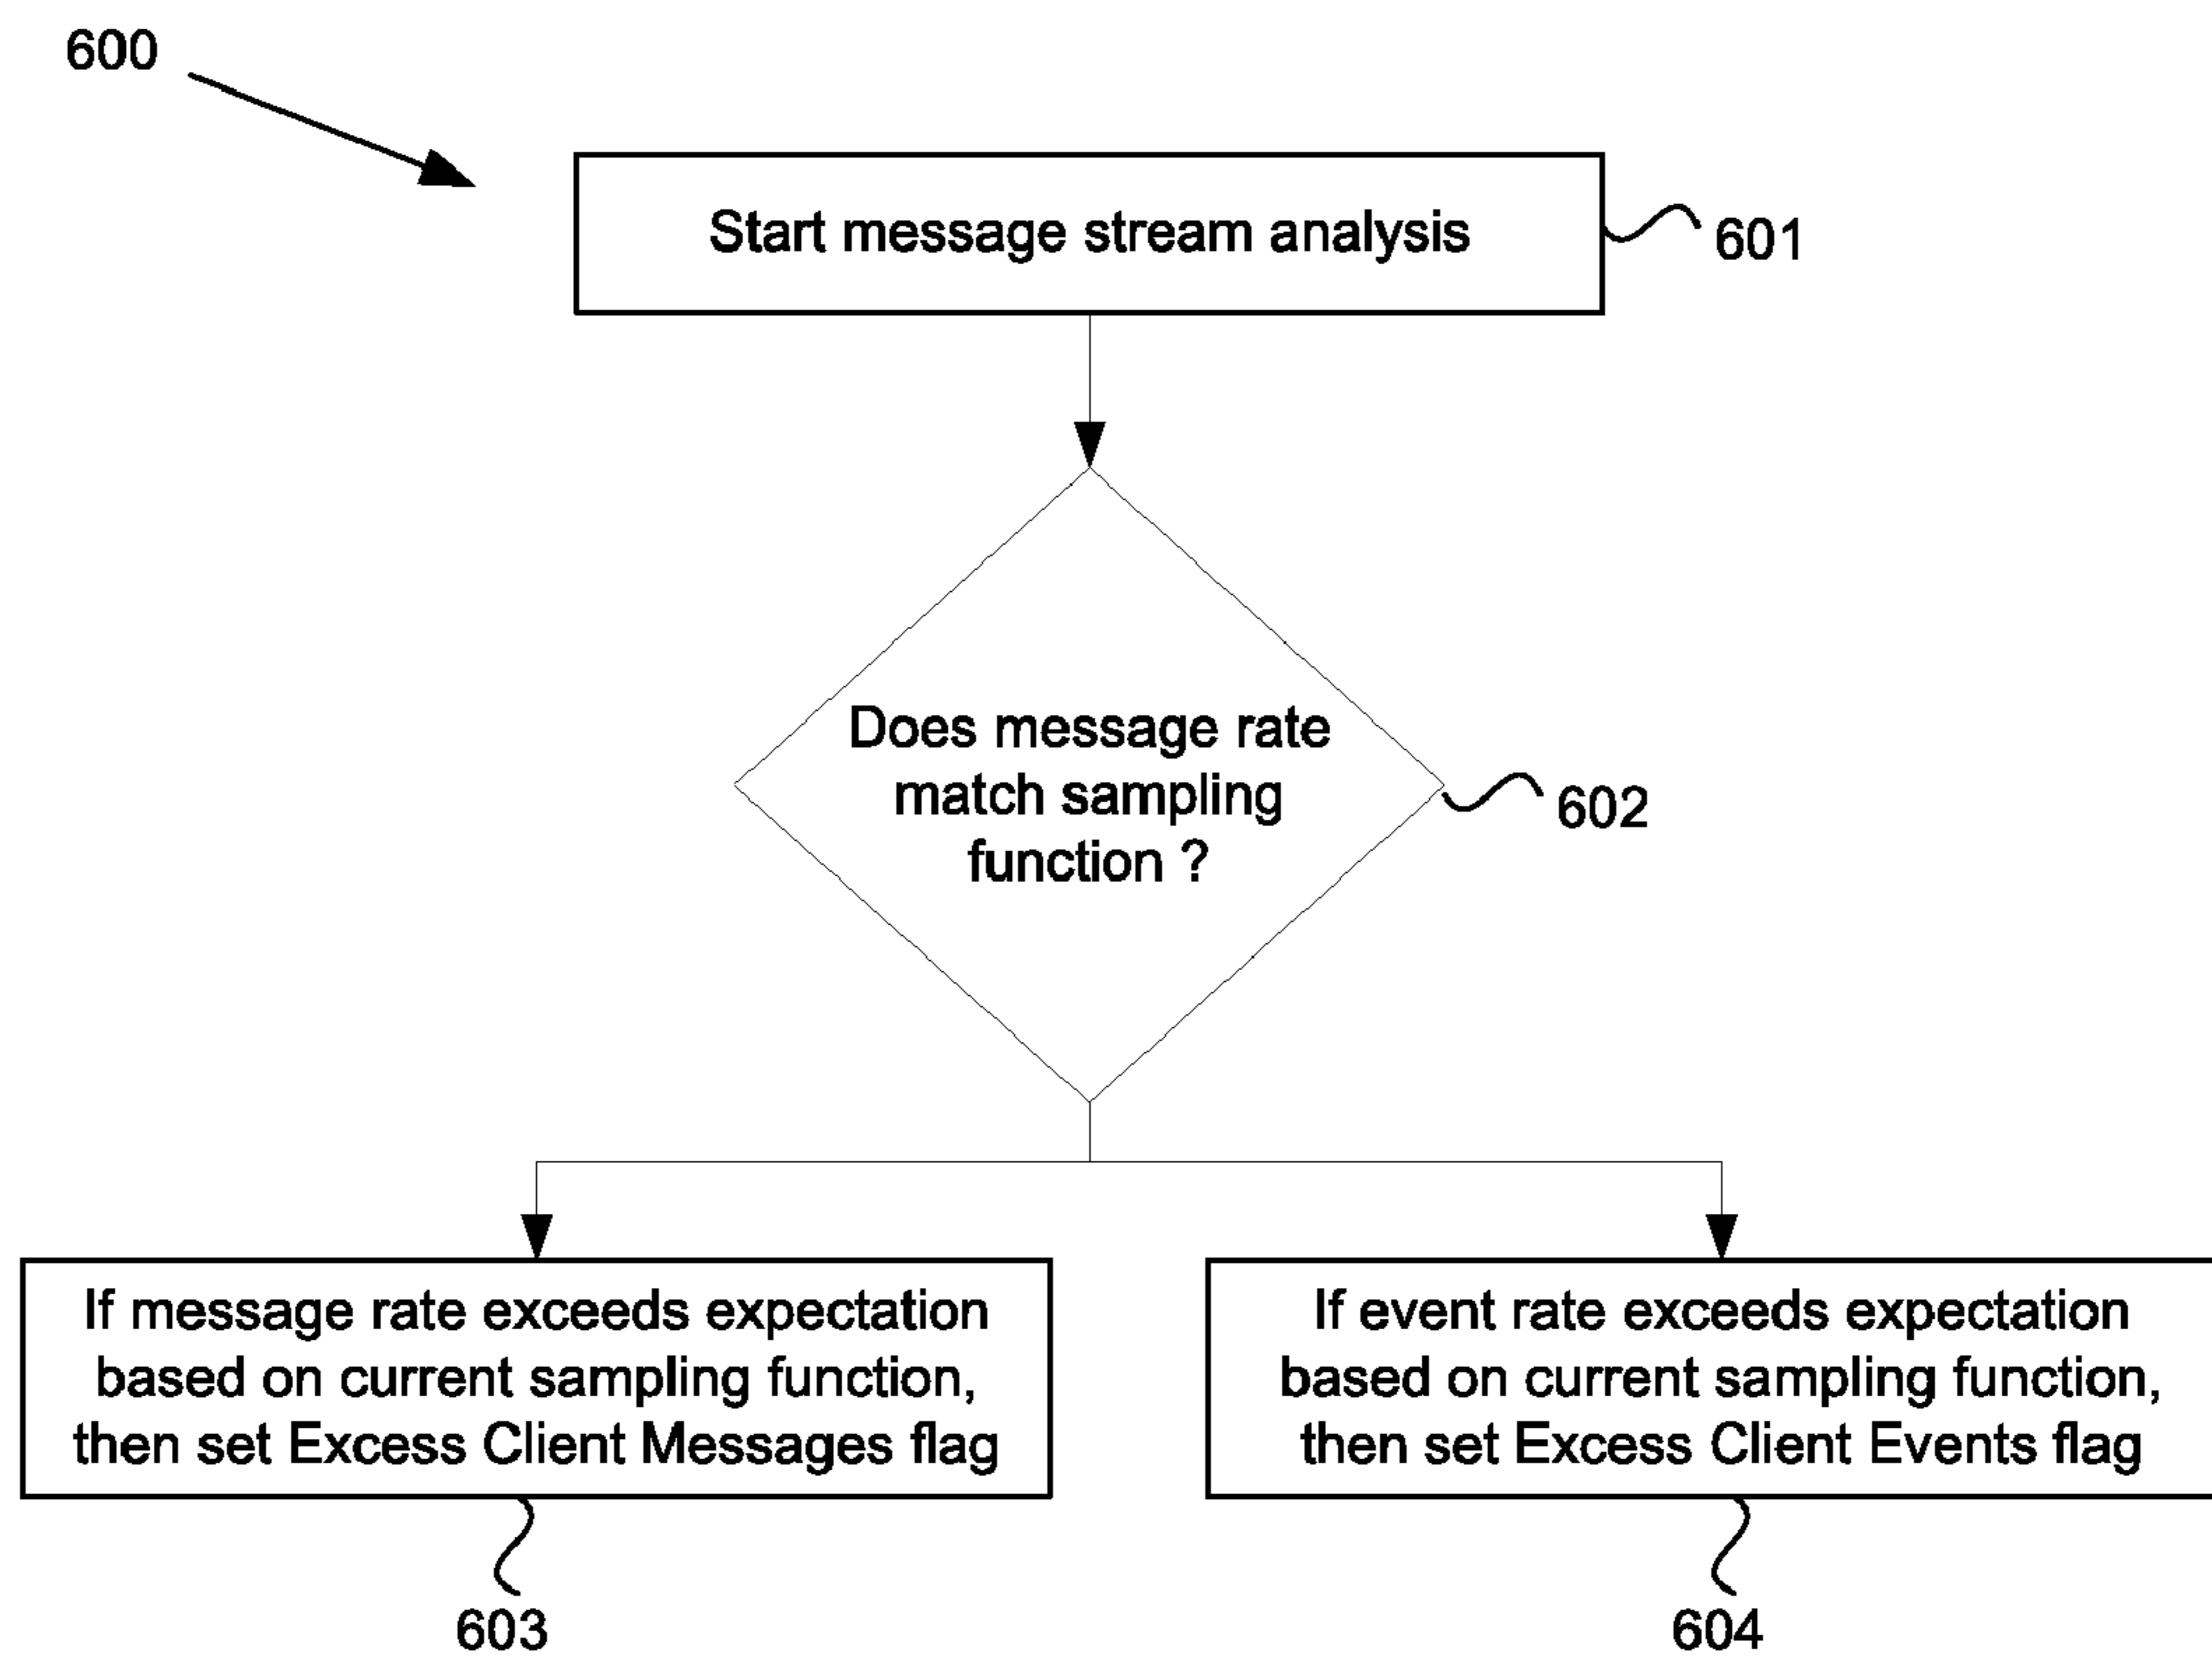 600
Start message stream analysis
601
Does message rate
match sampling
function ?
602
If message rate exceeds expectation
based on current sampling function,
then set Excess Client Messages flag
If event rate exceeds expectation
based on current sampling function,
then set Excess Client Events flag
603
604